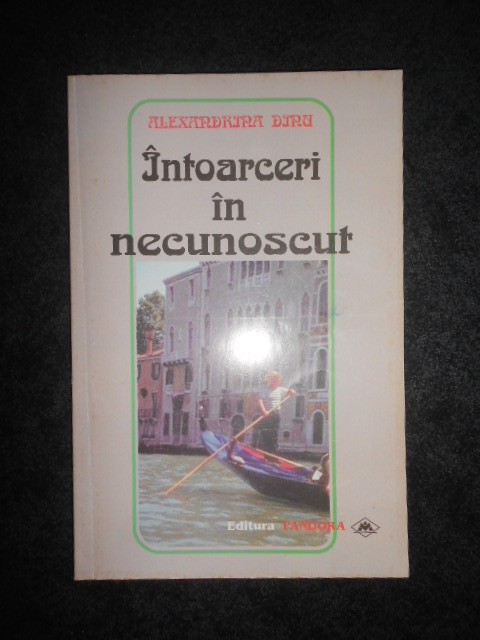 ALEXANDRINA DINU
Întoarceri
în
necunoscut
Editura PANDORA